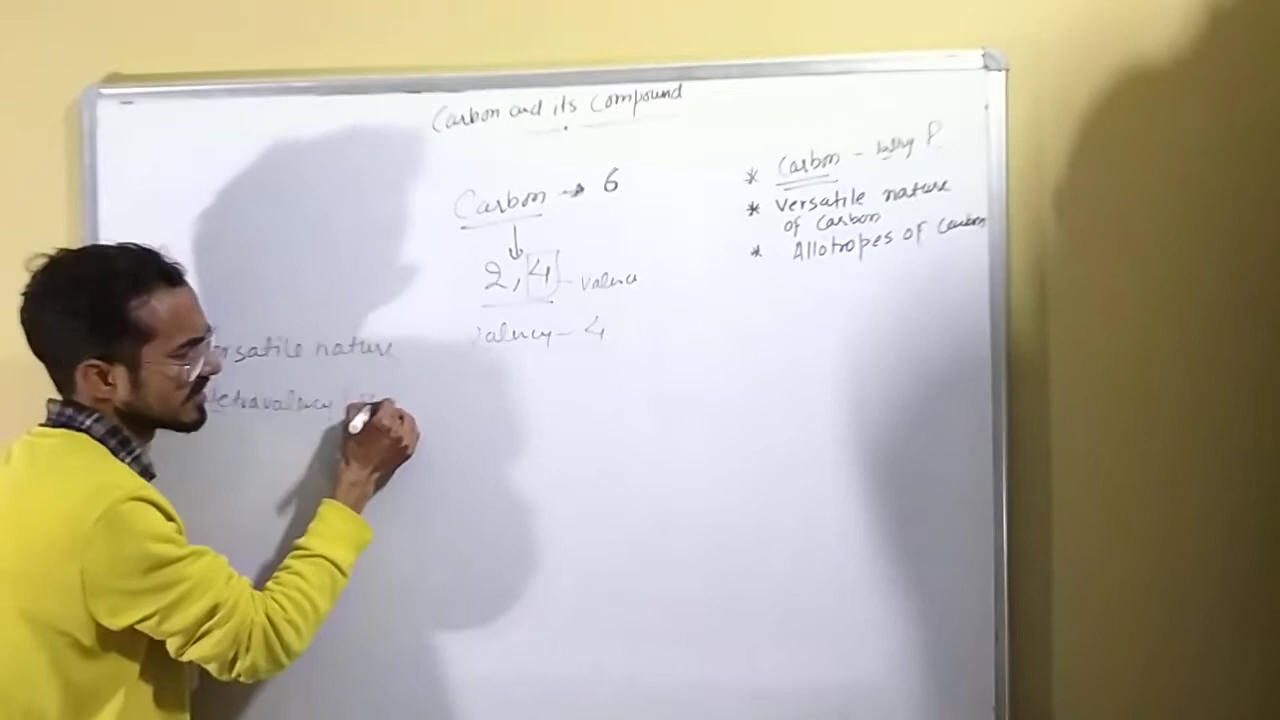 Carbon and its Compound
Carbon → 6
2, 4 - Valence
valency - 4
Versatile nature
tetravalency
* Carbon -
* Versatile nature
of Carbon
* Allotropes of Carbon